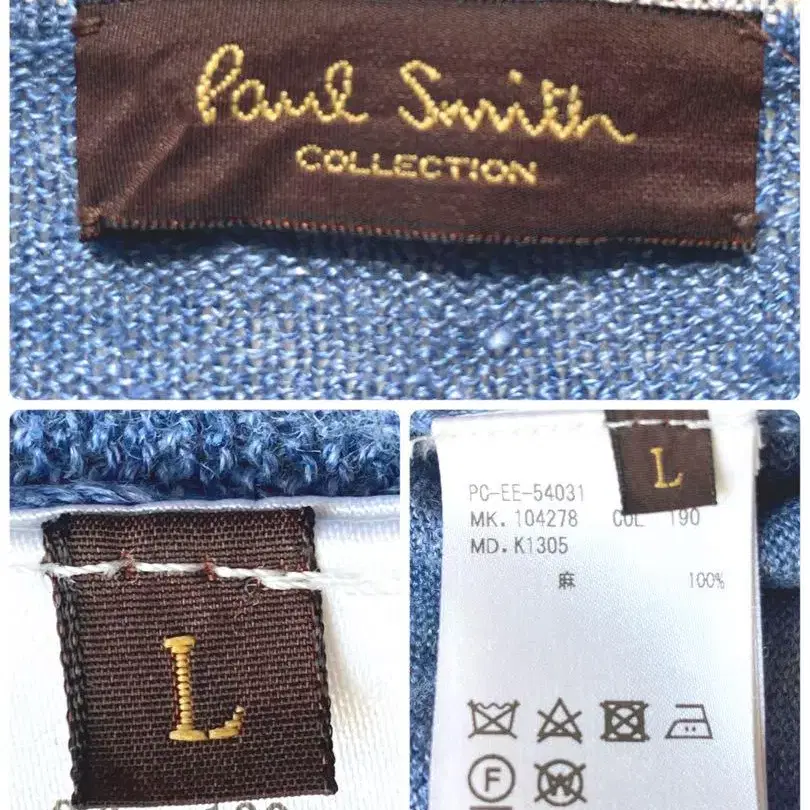 Paul Smith
COLLECTION
L
L
PC-EE-54031
MK. 104278 COL 190
MD. K1305
麻 100%
F
W